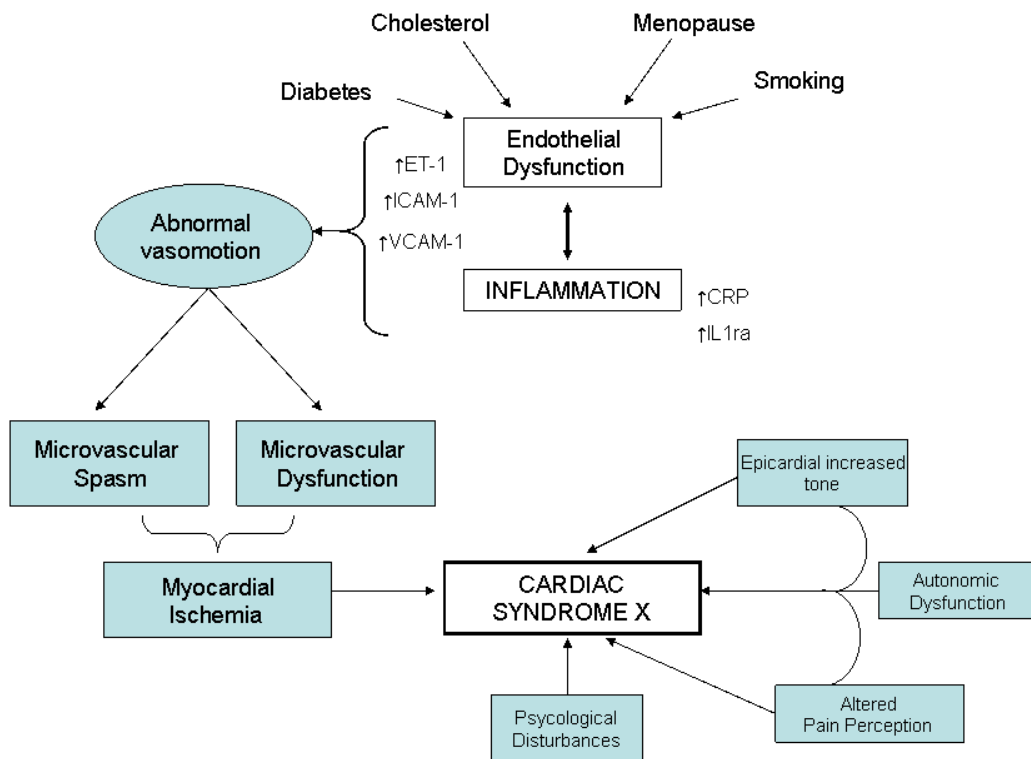 Cholesterol
Menopause
Diabetes
Smoking
Endothelial
Dysfunction
↑ET-1
↑ICAM-1
↑VCAM-1
Abnormal
vasomotion
INFLAMMATION
↑CRP
↑IL1ra
Microvascular
Spasm
Microvascular
Dysfunction
Epicardial increased
tone
Myocardial
Ischemia
CARDIAC
SYNDROME X
Autonomic
Dysfunction
Psycological
Disturbances
Altered
Pain Perception